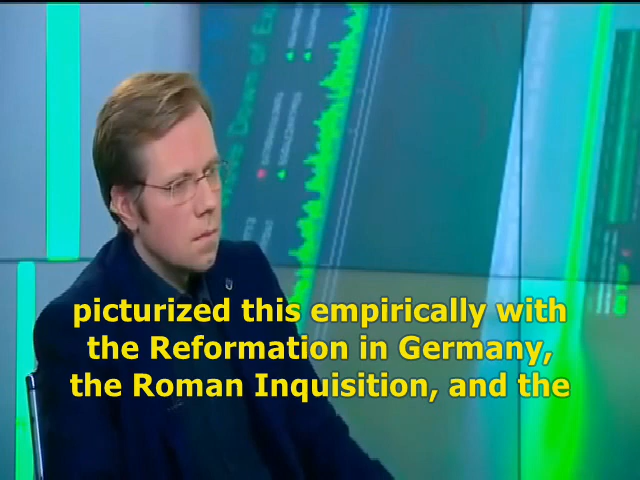 picturized this empirically with
the Reformation in Germany,
the Roman Inquisition, and the